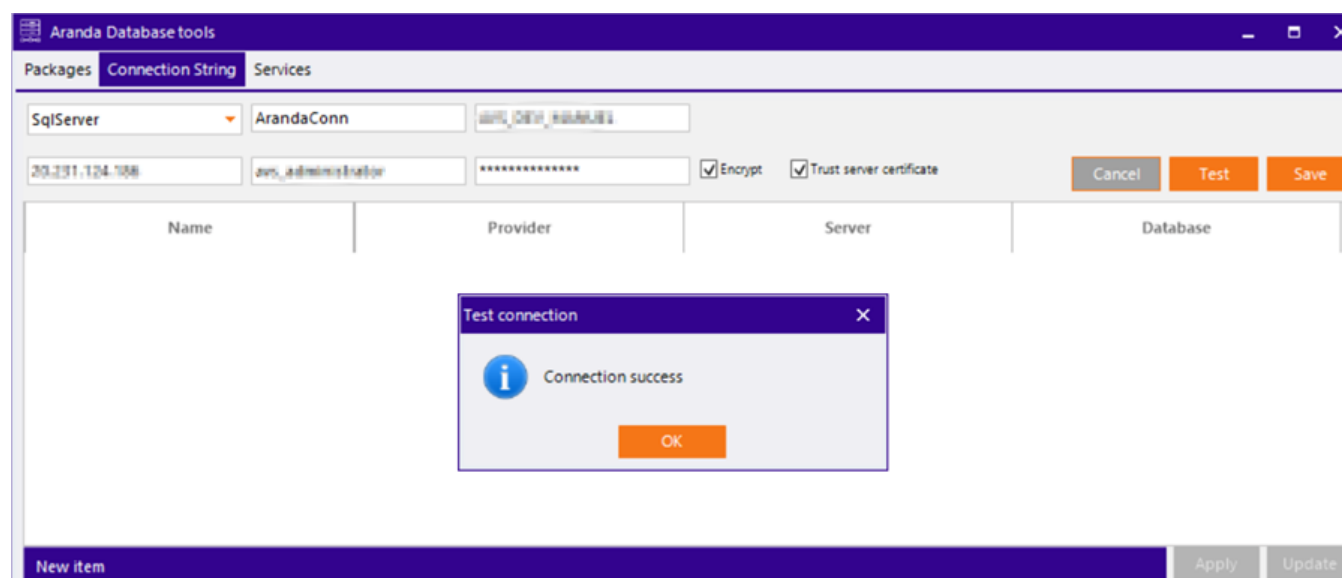 Aranda Database tools
Packages Connection String Services
SqlServer ArandaConn
************** Encrypt Trust server certificate Cancel Test Save
Name Provider Server Database
Test connection
Connection success
OK
New item Apply Update